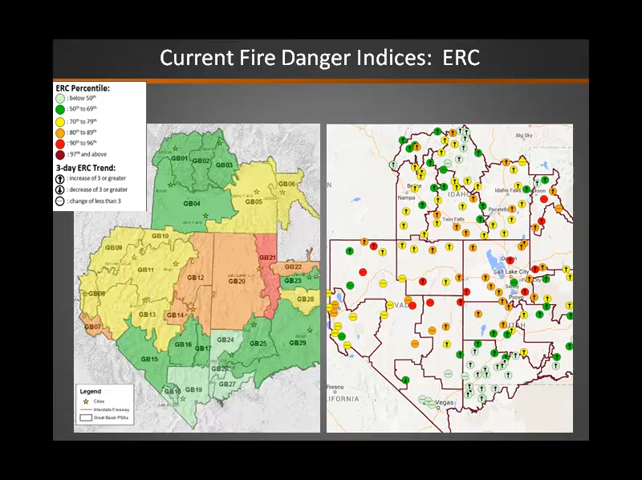 Current Fire Danger Indices: ERC
ERC Percentile:
: below 50th
: 50th to 69th
: 70th to 79th
: 80th to 89th
: 90th to 96th
: 97th and above
3-day ERC Trend:
: increase of 3 or greater
: decrease of 3 or greater
: change of less than 3
GB01
GB02
GB03
GB04
GB05
GB06
GB09
GB10
GB11
GB12
GB20
GB21
GB22
GB23
GB28
GB07
GB13
GB14
GB15
GB16
GB17
GB24
GB25
GB29
GB19
GB27
Legend
Cities
Interstate Freeway
Great Basin PSAs
Big Sky
IDAHO
Nampa
Idaho Falls
Twin Falls
Salt Lake City
UTAH
Fresno
CALIFORNIA
Vegas